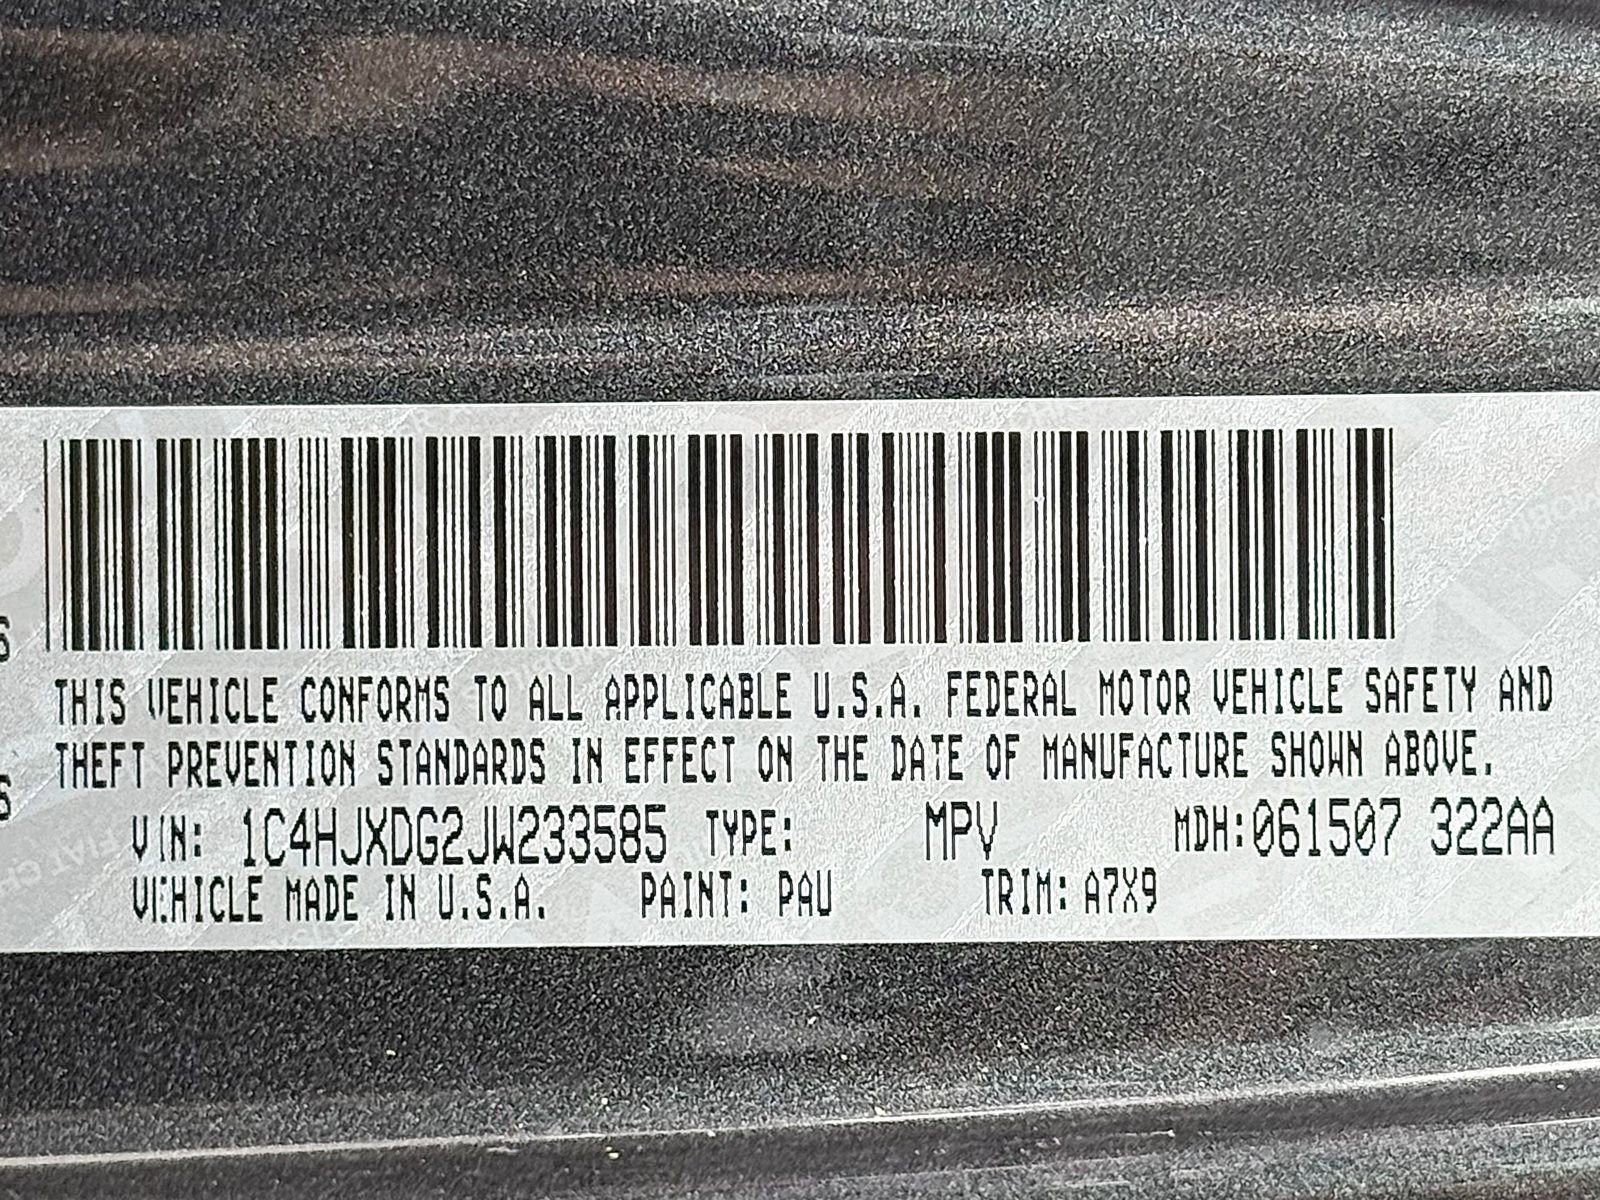 THIS VEHICLE CONFORMS TO ALL APPLICABLE U.S.A. FEDERAL MOTOR VEHICLE SAFETY AND
THEFT PREVENTION STANDARDS IN EFFECT ON THE DATE OF MANUFACTURE SHOWN ABOVE.
VIN: 1C4HJXDG2JW233585 TYPE: MPV MDH:061507 322AA
VEHICLE MADE IN U.S.A. PAINT: PAU TRIM: A7X9